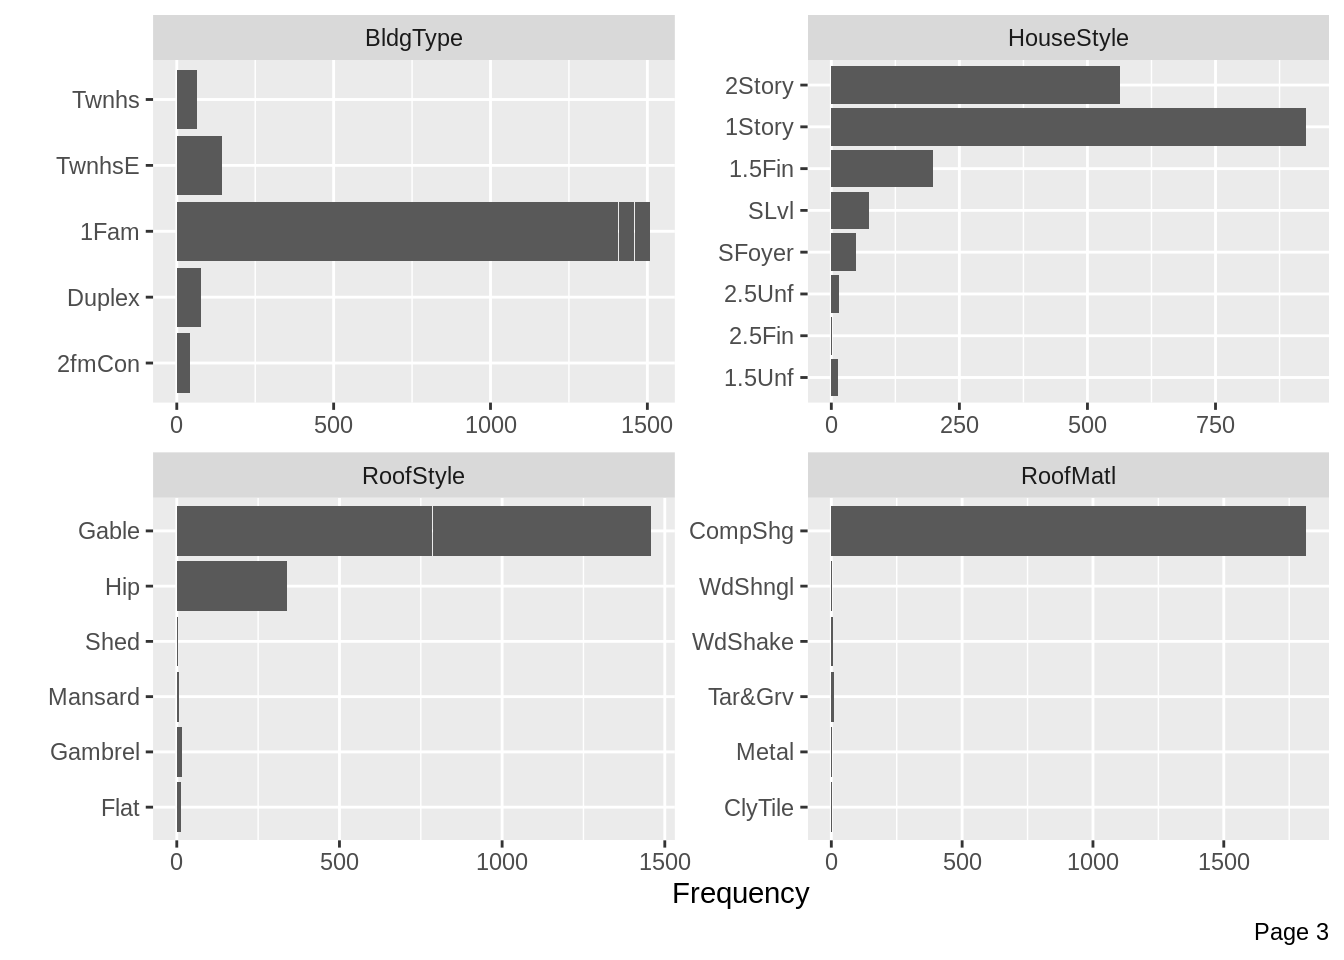 BldgType
Twnhs
TwnhsE
1Fam
Duplex
2fmCon
0 500 1000 1500
HouseStyle
2Story
1Story
1.5Fin
SLvl
SFoyer
2.5Unf
2.5Fin
1.5Unf
0 250 500 750
RoofStyle
Gable
Hip
Shed
Mansard
Gambrel
Flat
0 500 1000 1500
RoofMatl
CompShg
WdShngl
WdShake
Tar&Grv
Metal
ClyTile
0 500 1000 1500
Frequency
Page 3